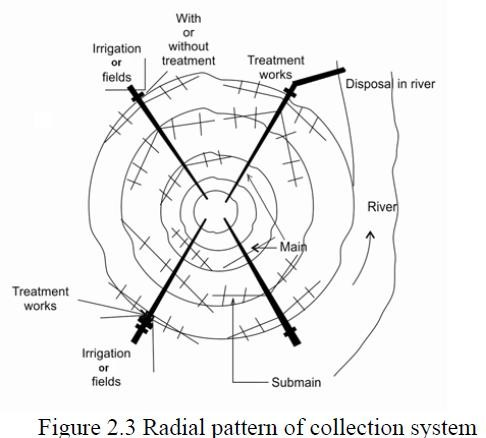 With
or
without
treatment
Irrigation
or
fields
Treatment
works
Disposal in river
River
Main
Treatment
works
Irrigation
or
fields
Submain
Figure 2.3 Radial pattern of collection system